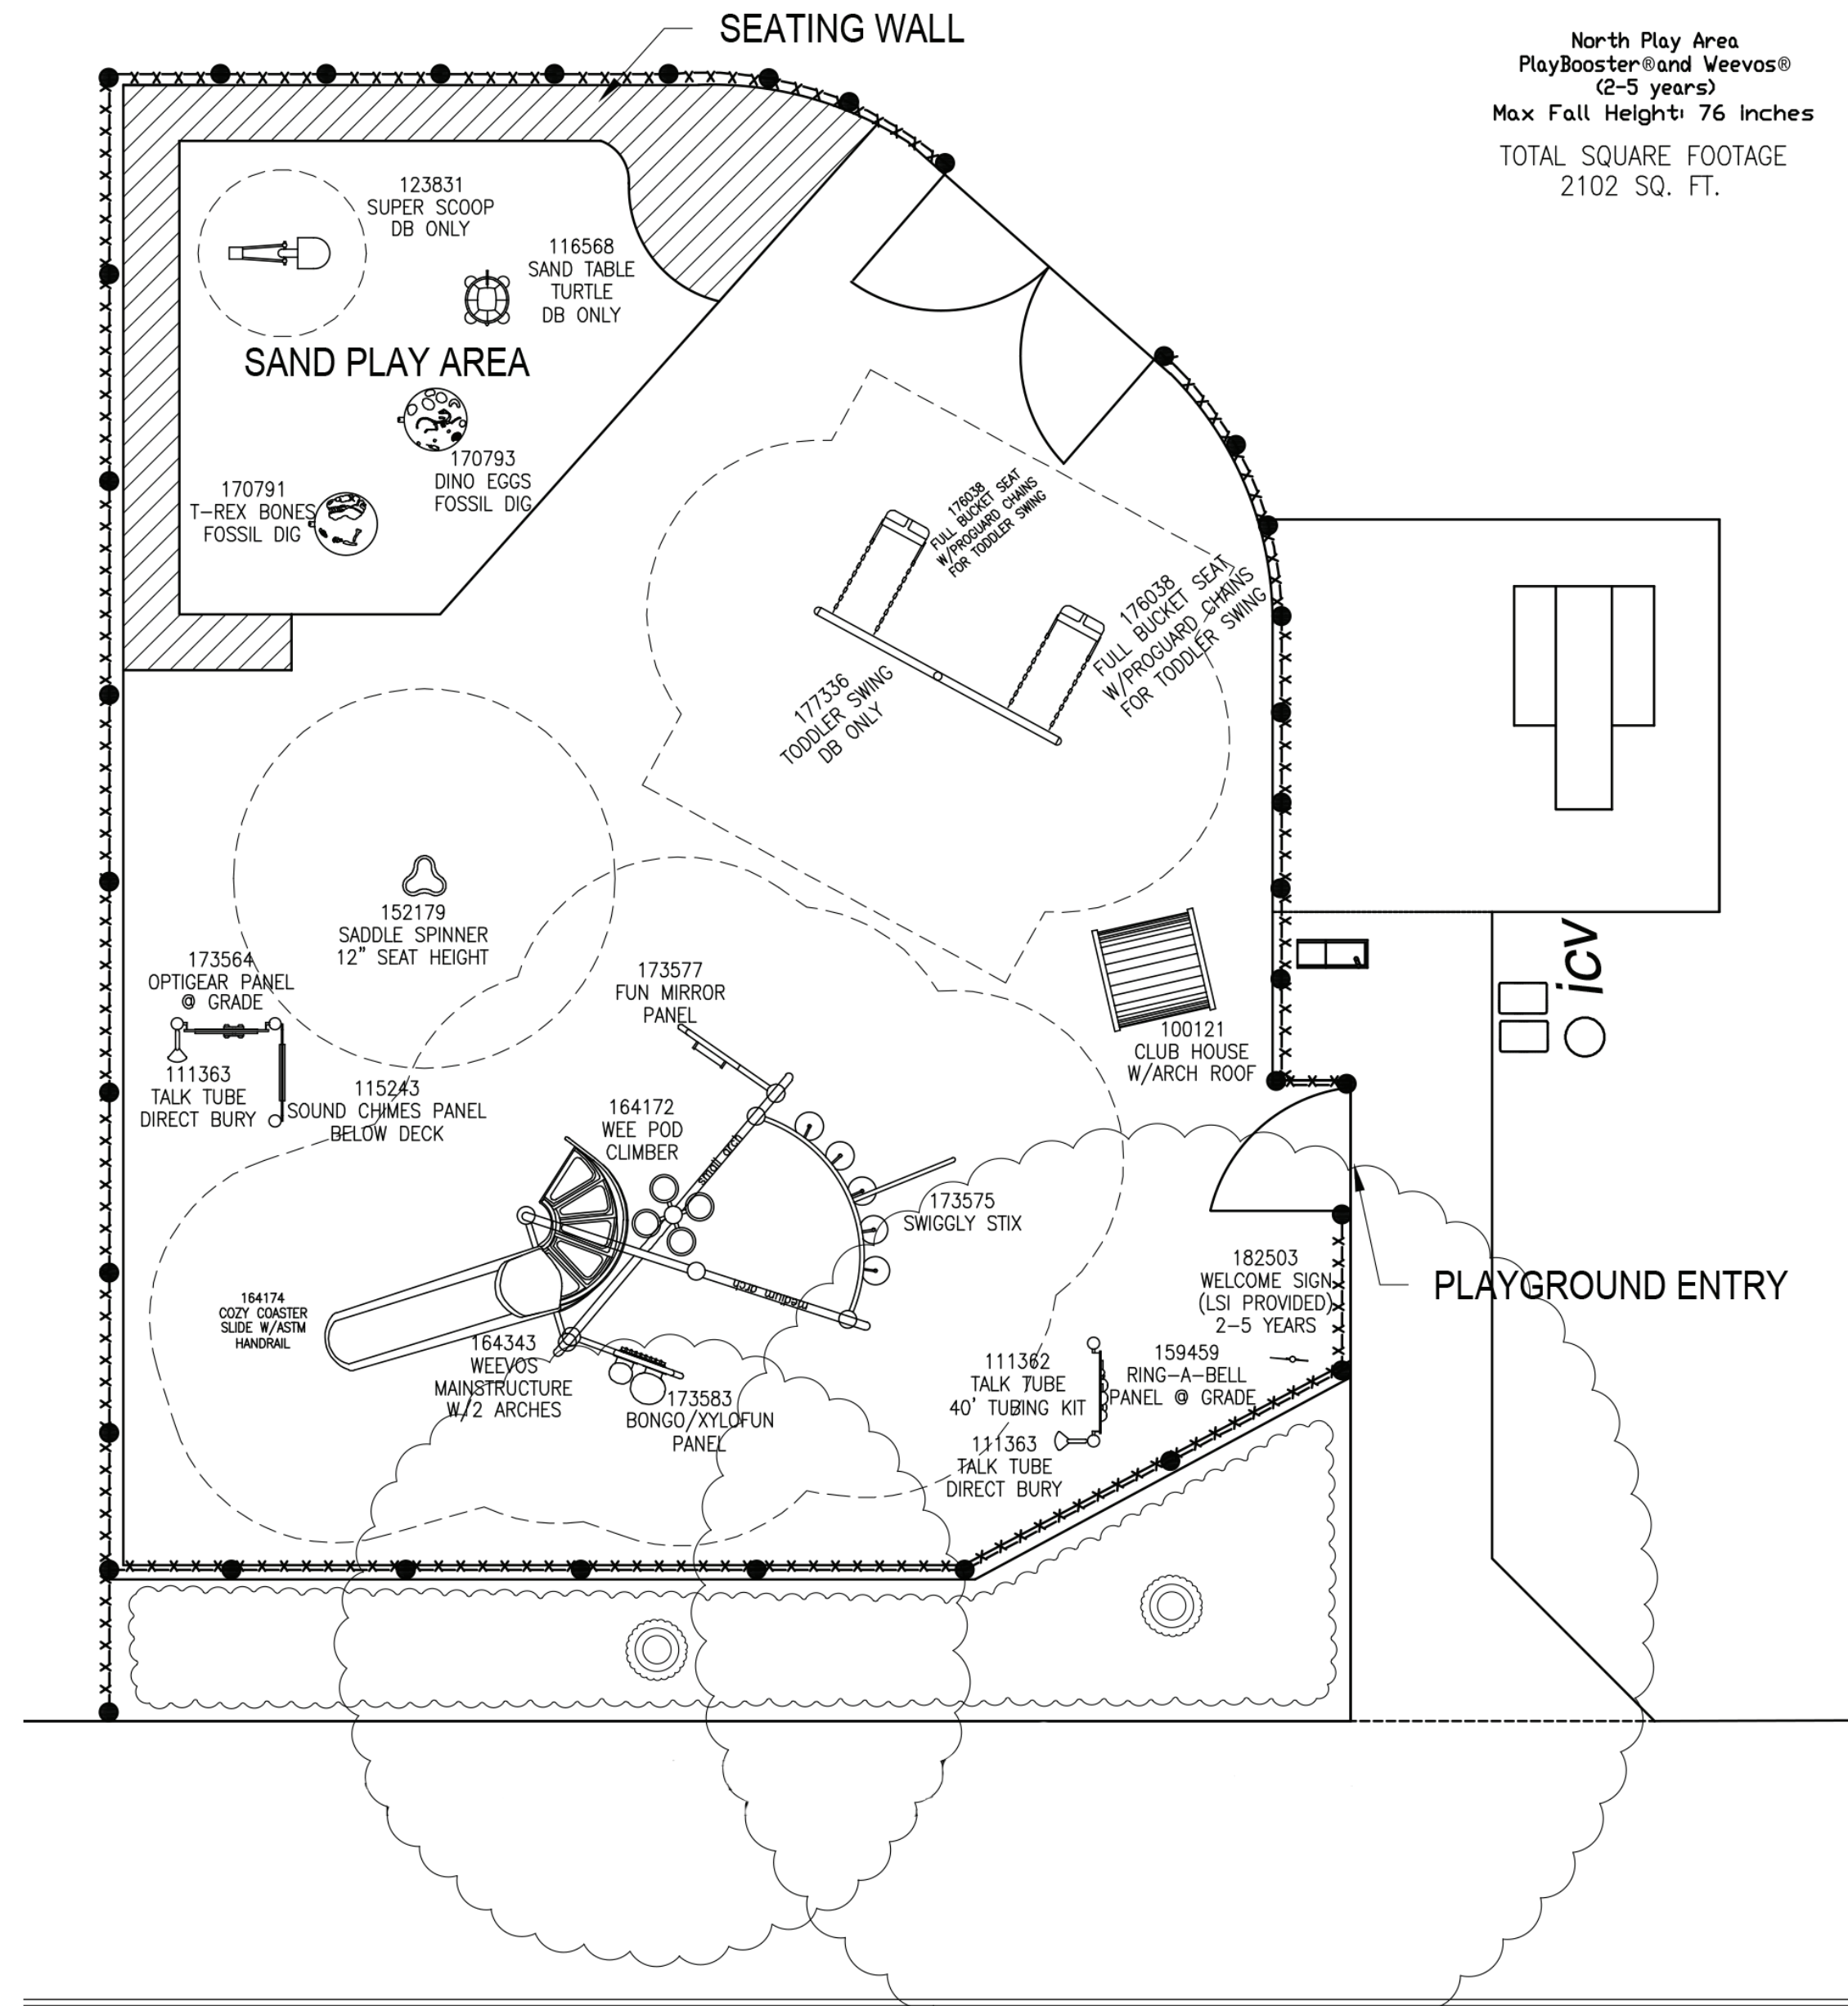 SEATING WALL
North Play Area
PlayBooster®and Weevos®
(2-5 years)
Max Fall Height: 76 inches
TOTAL SQUARE FOOTAGE
2102 SQ. FT.
123831
SUPER SCOOP
DB ONLY
116568
SAND TABLE
TURTLE
DB ONLY
SAND PLAY AREA
170793
DINO EGGS
FOSSIL DIG
170791
T-REX BONES
FOSSIL DIG
176038
FULL BUCKET SEAT
W/PROGUARD CHAINS
FOR TODDLER SWING
176038
FULL BUCKET SEAT
W/PROGUARD CHAINS
FOR TODDLER SWING
177336
TODDLER SWING
DB ONLY
152179
SADDLE SPINNER
12" SEAT HEIGHT
173564
OPTIGEAR PANEL
@ GRADE
111363
TALK TUBE
DIRECT BURY
115243
SOUND CHIMES PANEL
BELOW DECK
173577
FUN MIRROR
PANEL
icv
100121
CLUB HOUSE
W/ARCH ROOF
164172
WEE POD
CLIMBER
small arch
173575
SWIGGLY STIX
medium arch
182503
WELCOME SIGN
(LSI PROVIDED)
2-5 YEARS
PLAYGROUND ENTRY
164174
COZY COASTER
SLIDE W/ASTM
HANDRAIL
164343
WEEVOS
MAINSTRUCTURE
W/2 ARCHES
173583
BONGO/XYLOFUN
PANEL
111362
TALK TUBE
40' TUBING KIT
159459
RING-A-BELL
PANEL @ GRADE
111363
TALK TUBE
DIRECT BURY